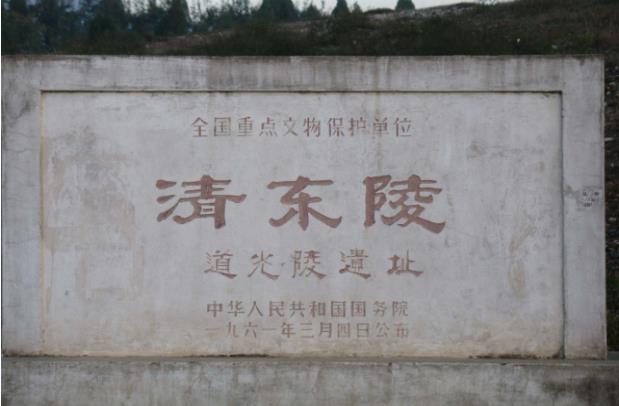 全国重点文物保护单位
清东陵
道光陵遗址
中华人民共和国国务院
一九六一年三月四日公布